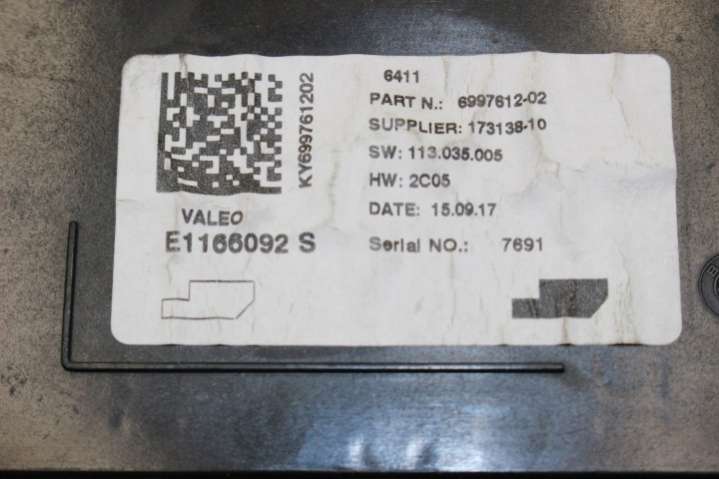 KY699761202
VALEO
E1166092 S
6411
PART N.: 6997612-02
SUPPLIER: 173138-10
SW: 113.035.005
HW: 2C05
DATE: 15.09.17
Serial NO.: 7691